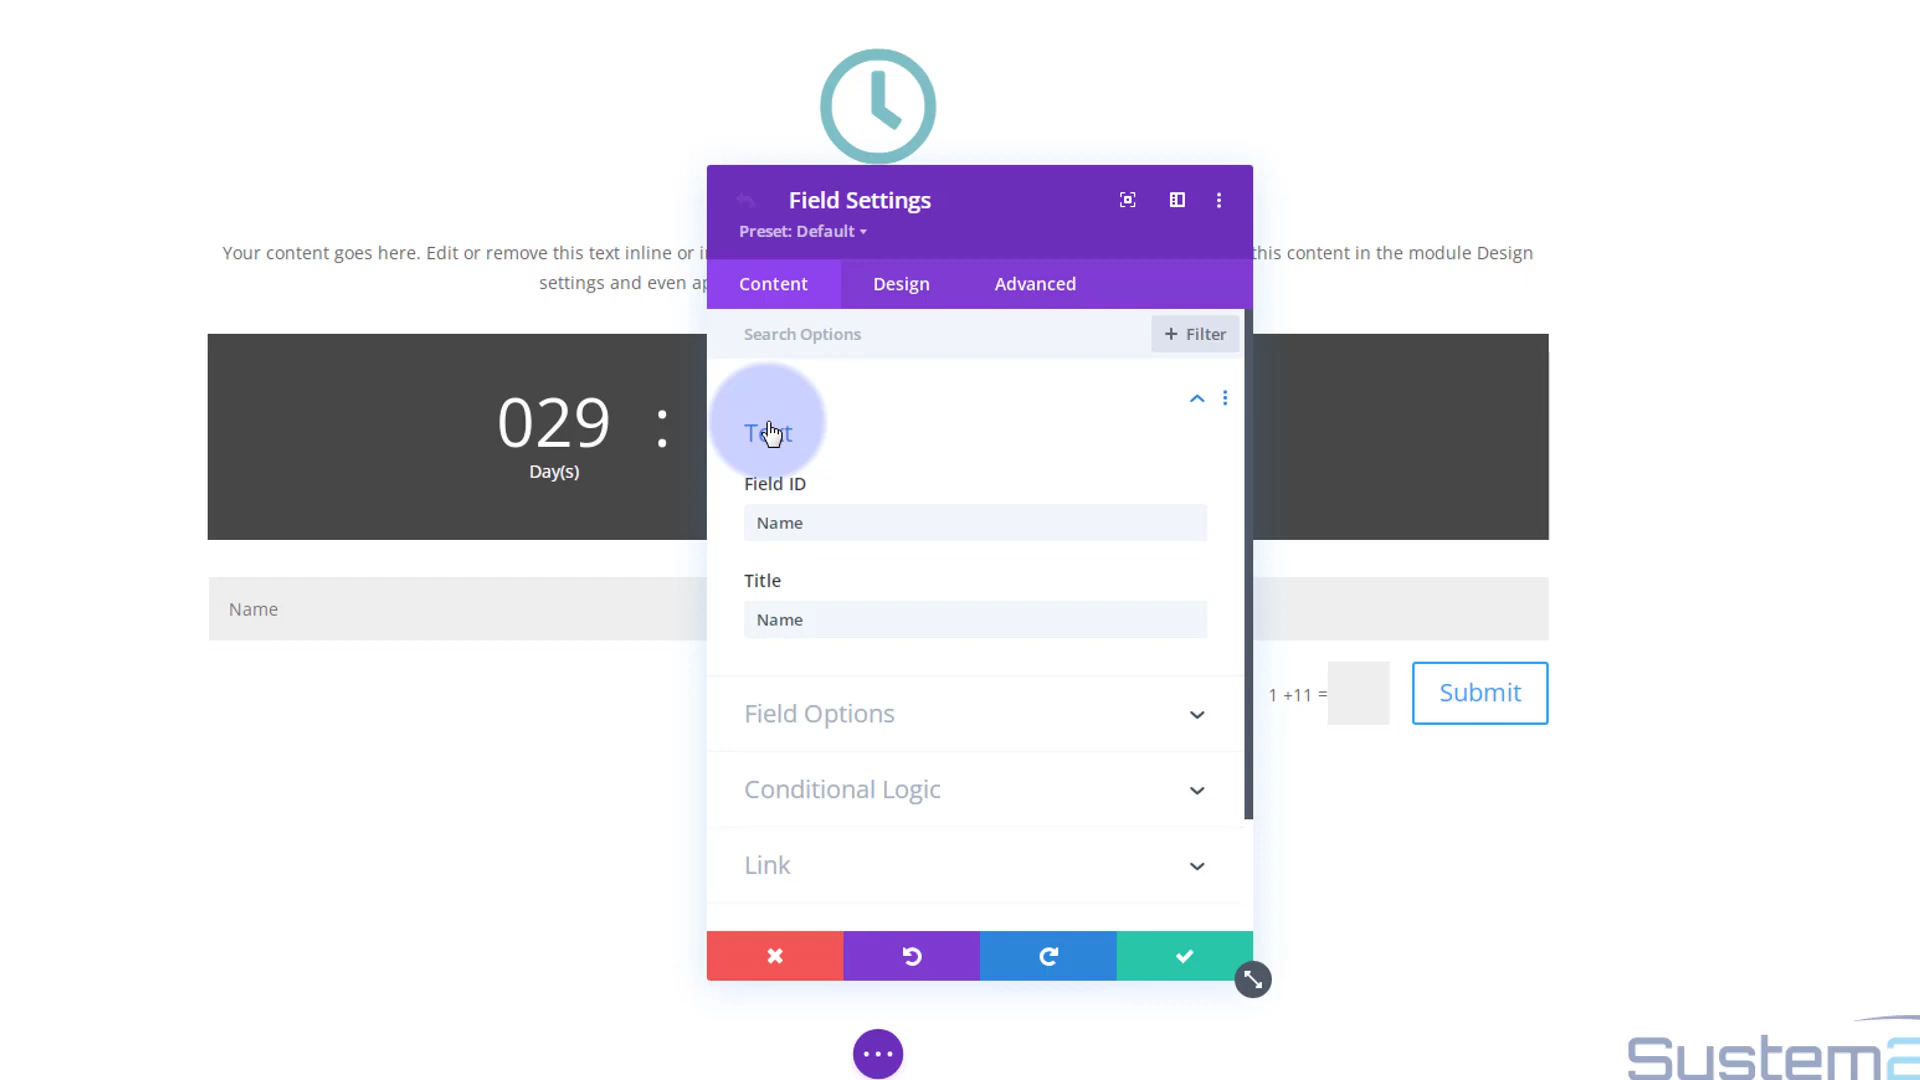 Field Settings
Preset: Default
Your content goes here. Edit or remove this text inline or i
this content in the module Design
settings and even ap
Content
Design
Advanced
Search Options
+ Filter
Text
029 :
Day(s)
Field ID
Name
Title
Name
Name
1 +11 =
Submit
Field Options
Conditional Logic
Link
System2